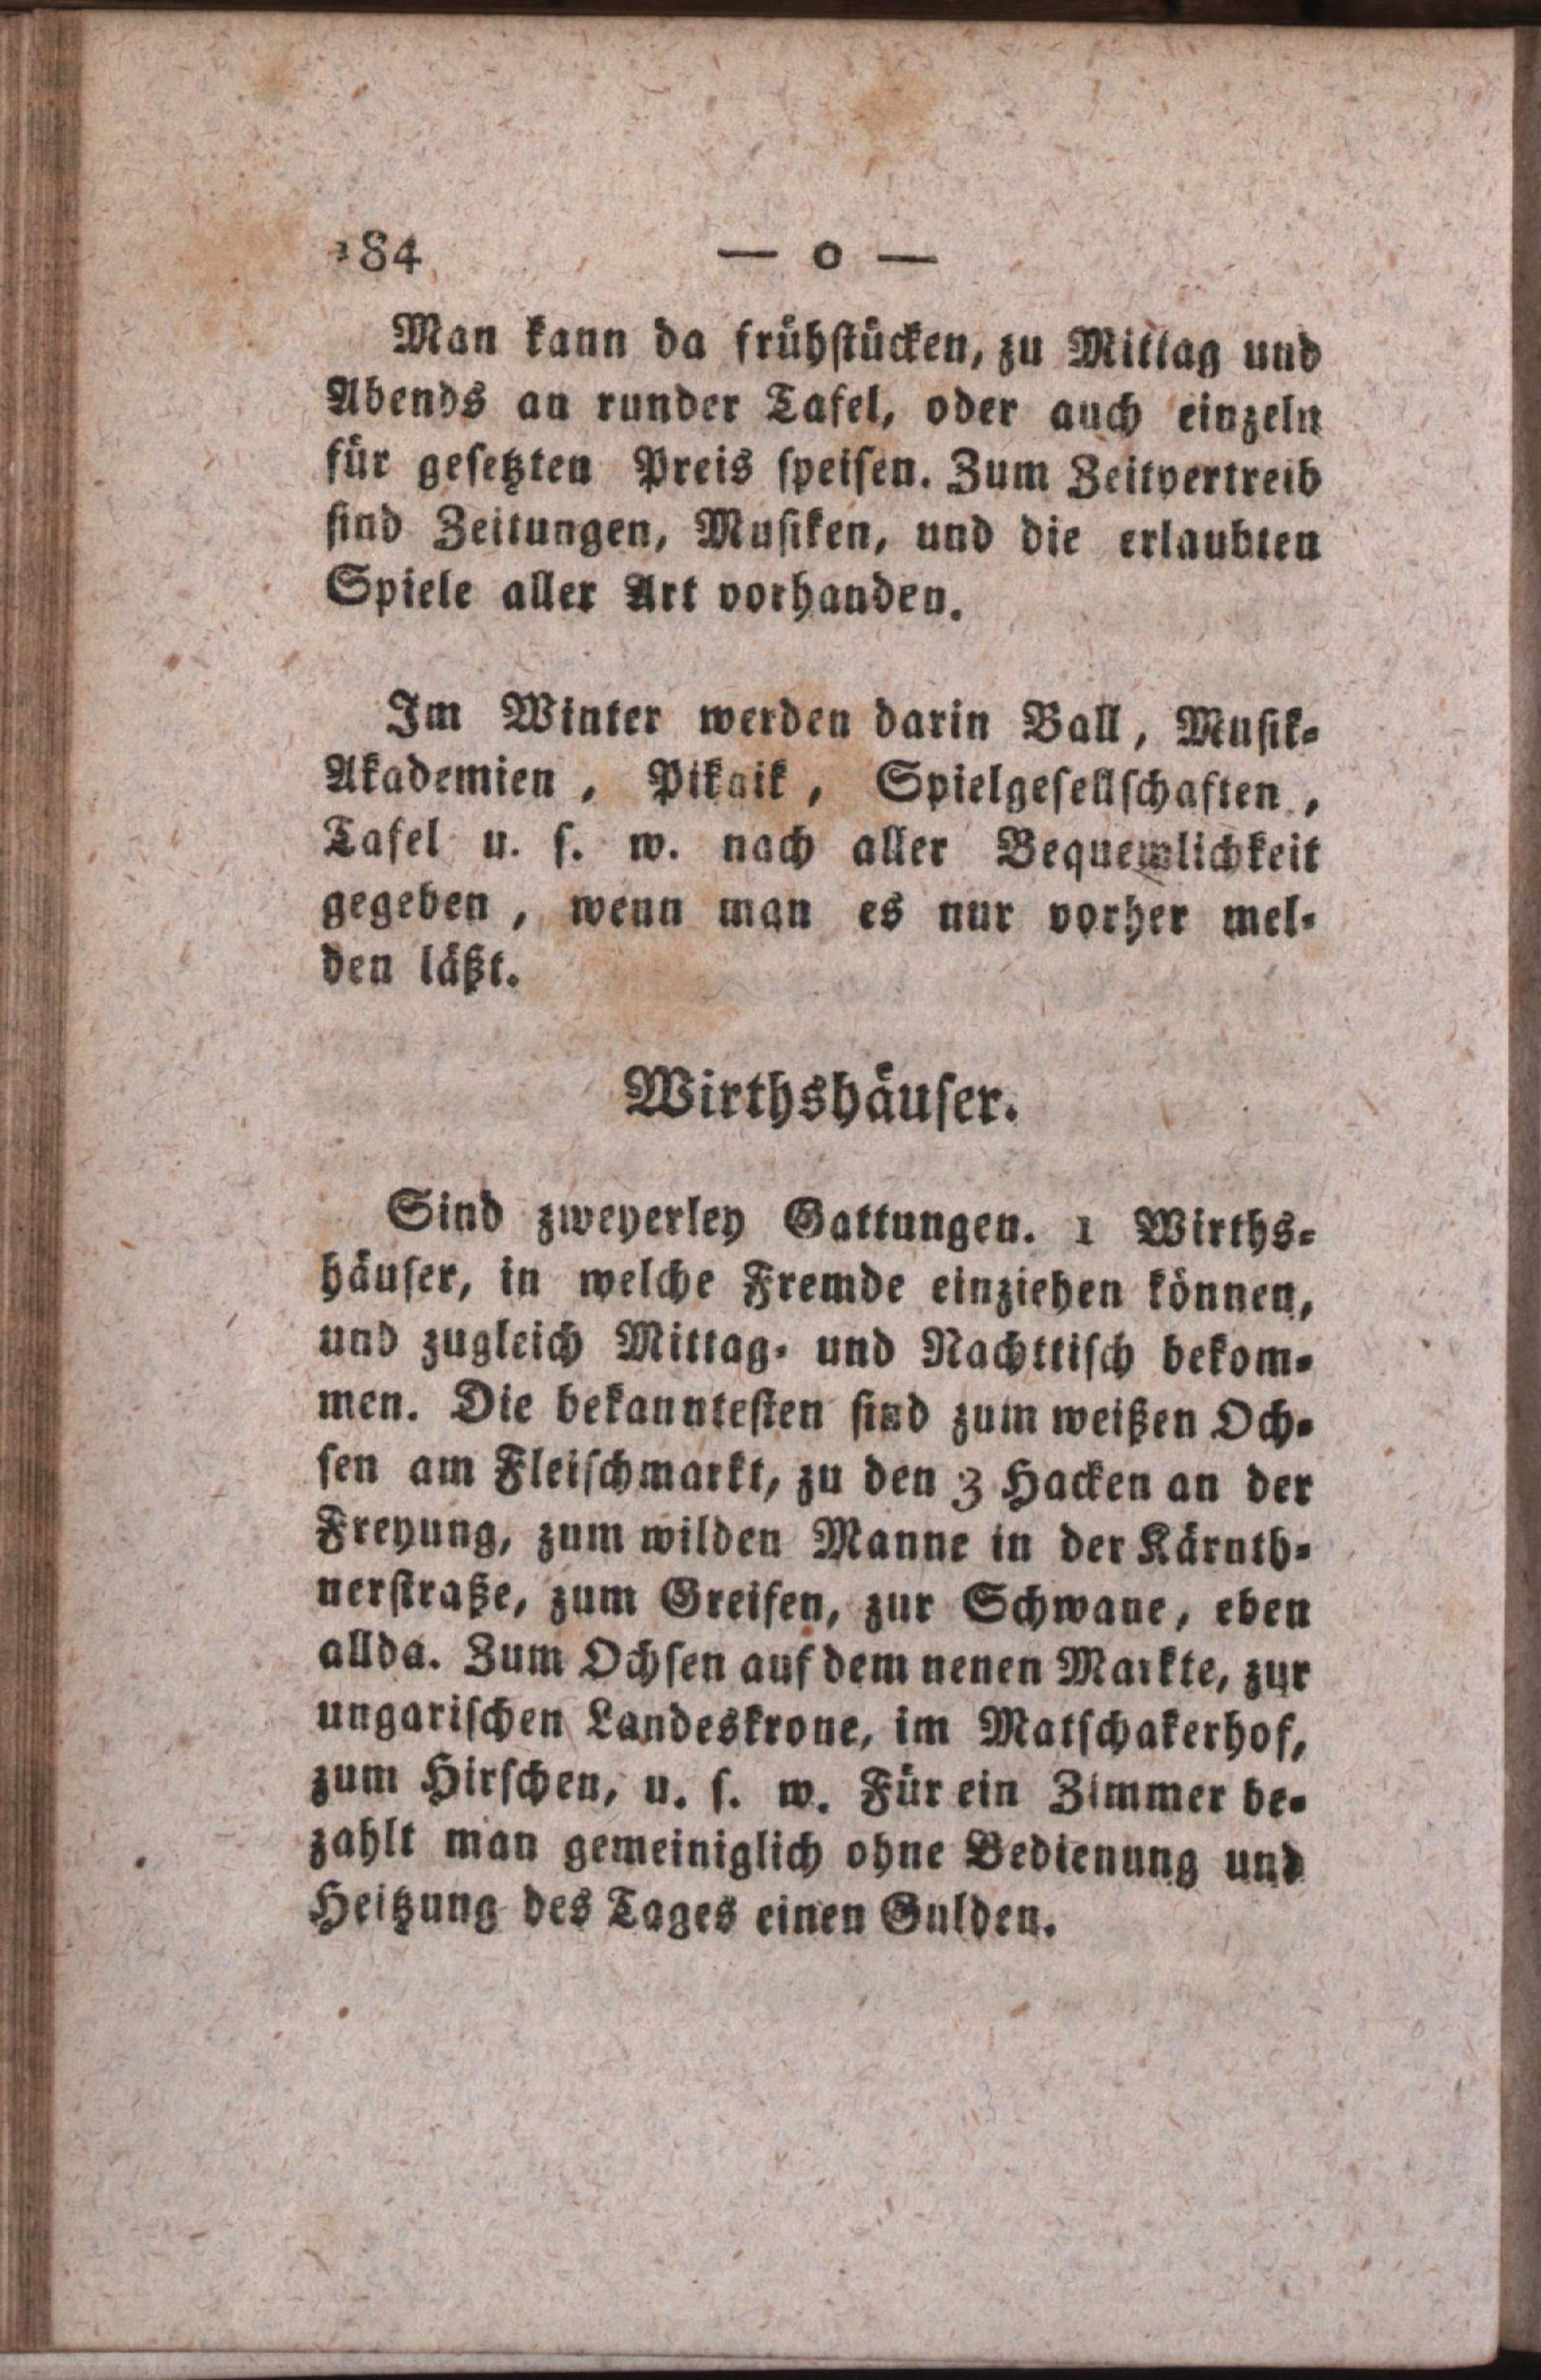 184 — o —
Man kann da frühstücken, zu Mittag und
Abends an runder Tafel, oder auch einzeln
für gesetzten Preis speisen. Zum Zeitvertreib
sind Zeitungen, Musiken, und die erlaubten
Spiele aller Art vorhanden.
Im Winter werden darin Ball, Musik-
Akademien, Piknik, Spielgesellschaften,
Tafel u. s. w. nach aller Bequemlichkeit
gegeben, wenn man es nur vorher mel-
den läßt.
Wirthshäuser.
Sind zweyerley Gattungen. 1 Wirths-
häuser, in welche Fremde einziehen können,
und zugleich Mittag- und Nachttisch bekom-
men. Die bekanntesten sind zum weißen Och-
sen am Fleischmarkt, zu den 3 Hacken an der
Freyung, zum wilden Manne in der Kärnth-
nerstraße, zum Greifen, zur Schwane, eben
allda. Zum Ochsen auf dem neuen Markte, zur
ungarischen Landeskrone, im Matschakerhof,
zum Hirschen, u. s. w. Für ein Zimmer be-
zahlt man gemeiniglich ohne Bedienung und
Heitzung des Tages einen Gulden.